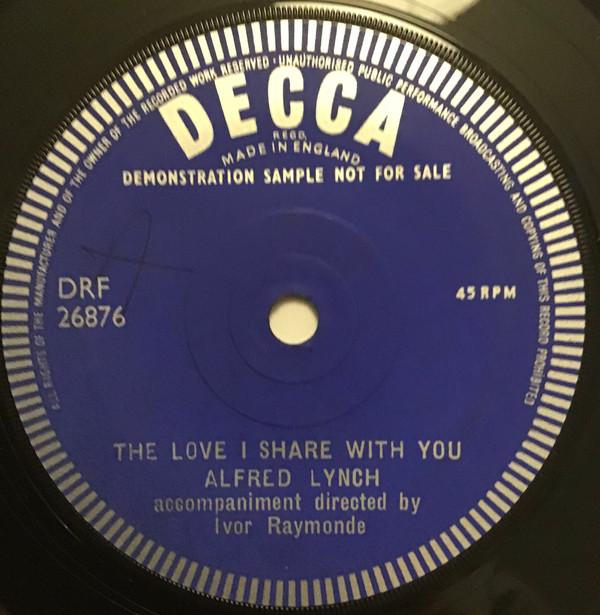 ALL RIGHTS OF THE MANUFACTURER AND OF THE OWNER OF THE RECORDED WORK RESERVED · UNAUTHORISED PUBLIC PERFORMANCE BROADCASTING AND COPYING OF THIS RECORD PROHIBITED
DECCA
REGD.
MADE IN ENGLAND
DEMONSTRATION SAMPLE NOT FOR SALE
DRF
26876
45 RPM
THE LOVE I SHARE WITH YOU
ALFRED LYNCH
accompaniment directed by
Ivor Raymonde